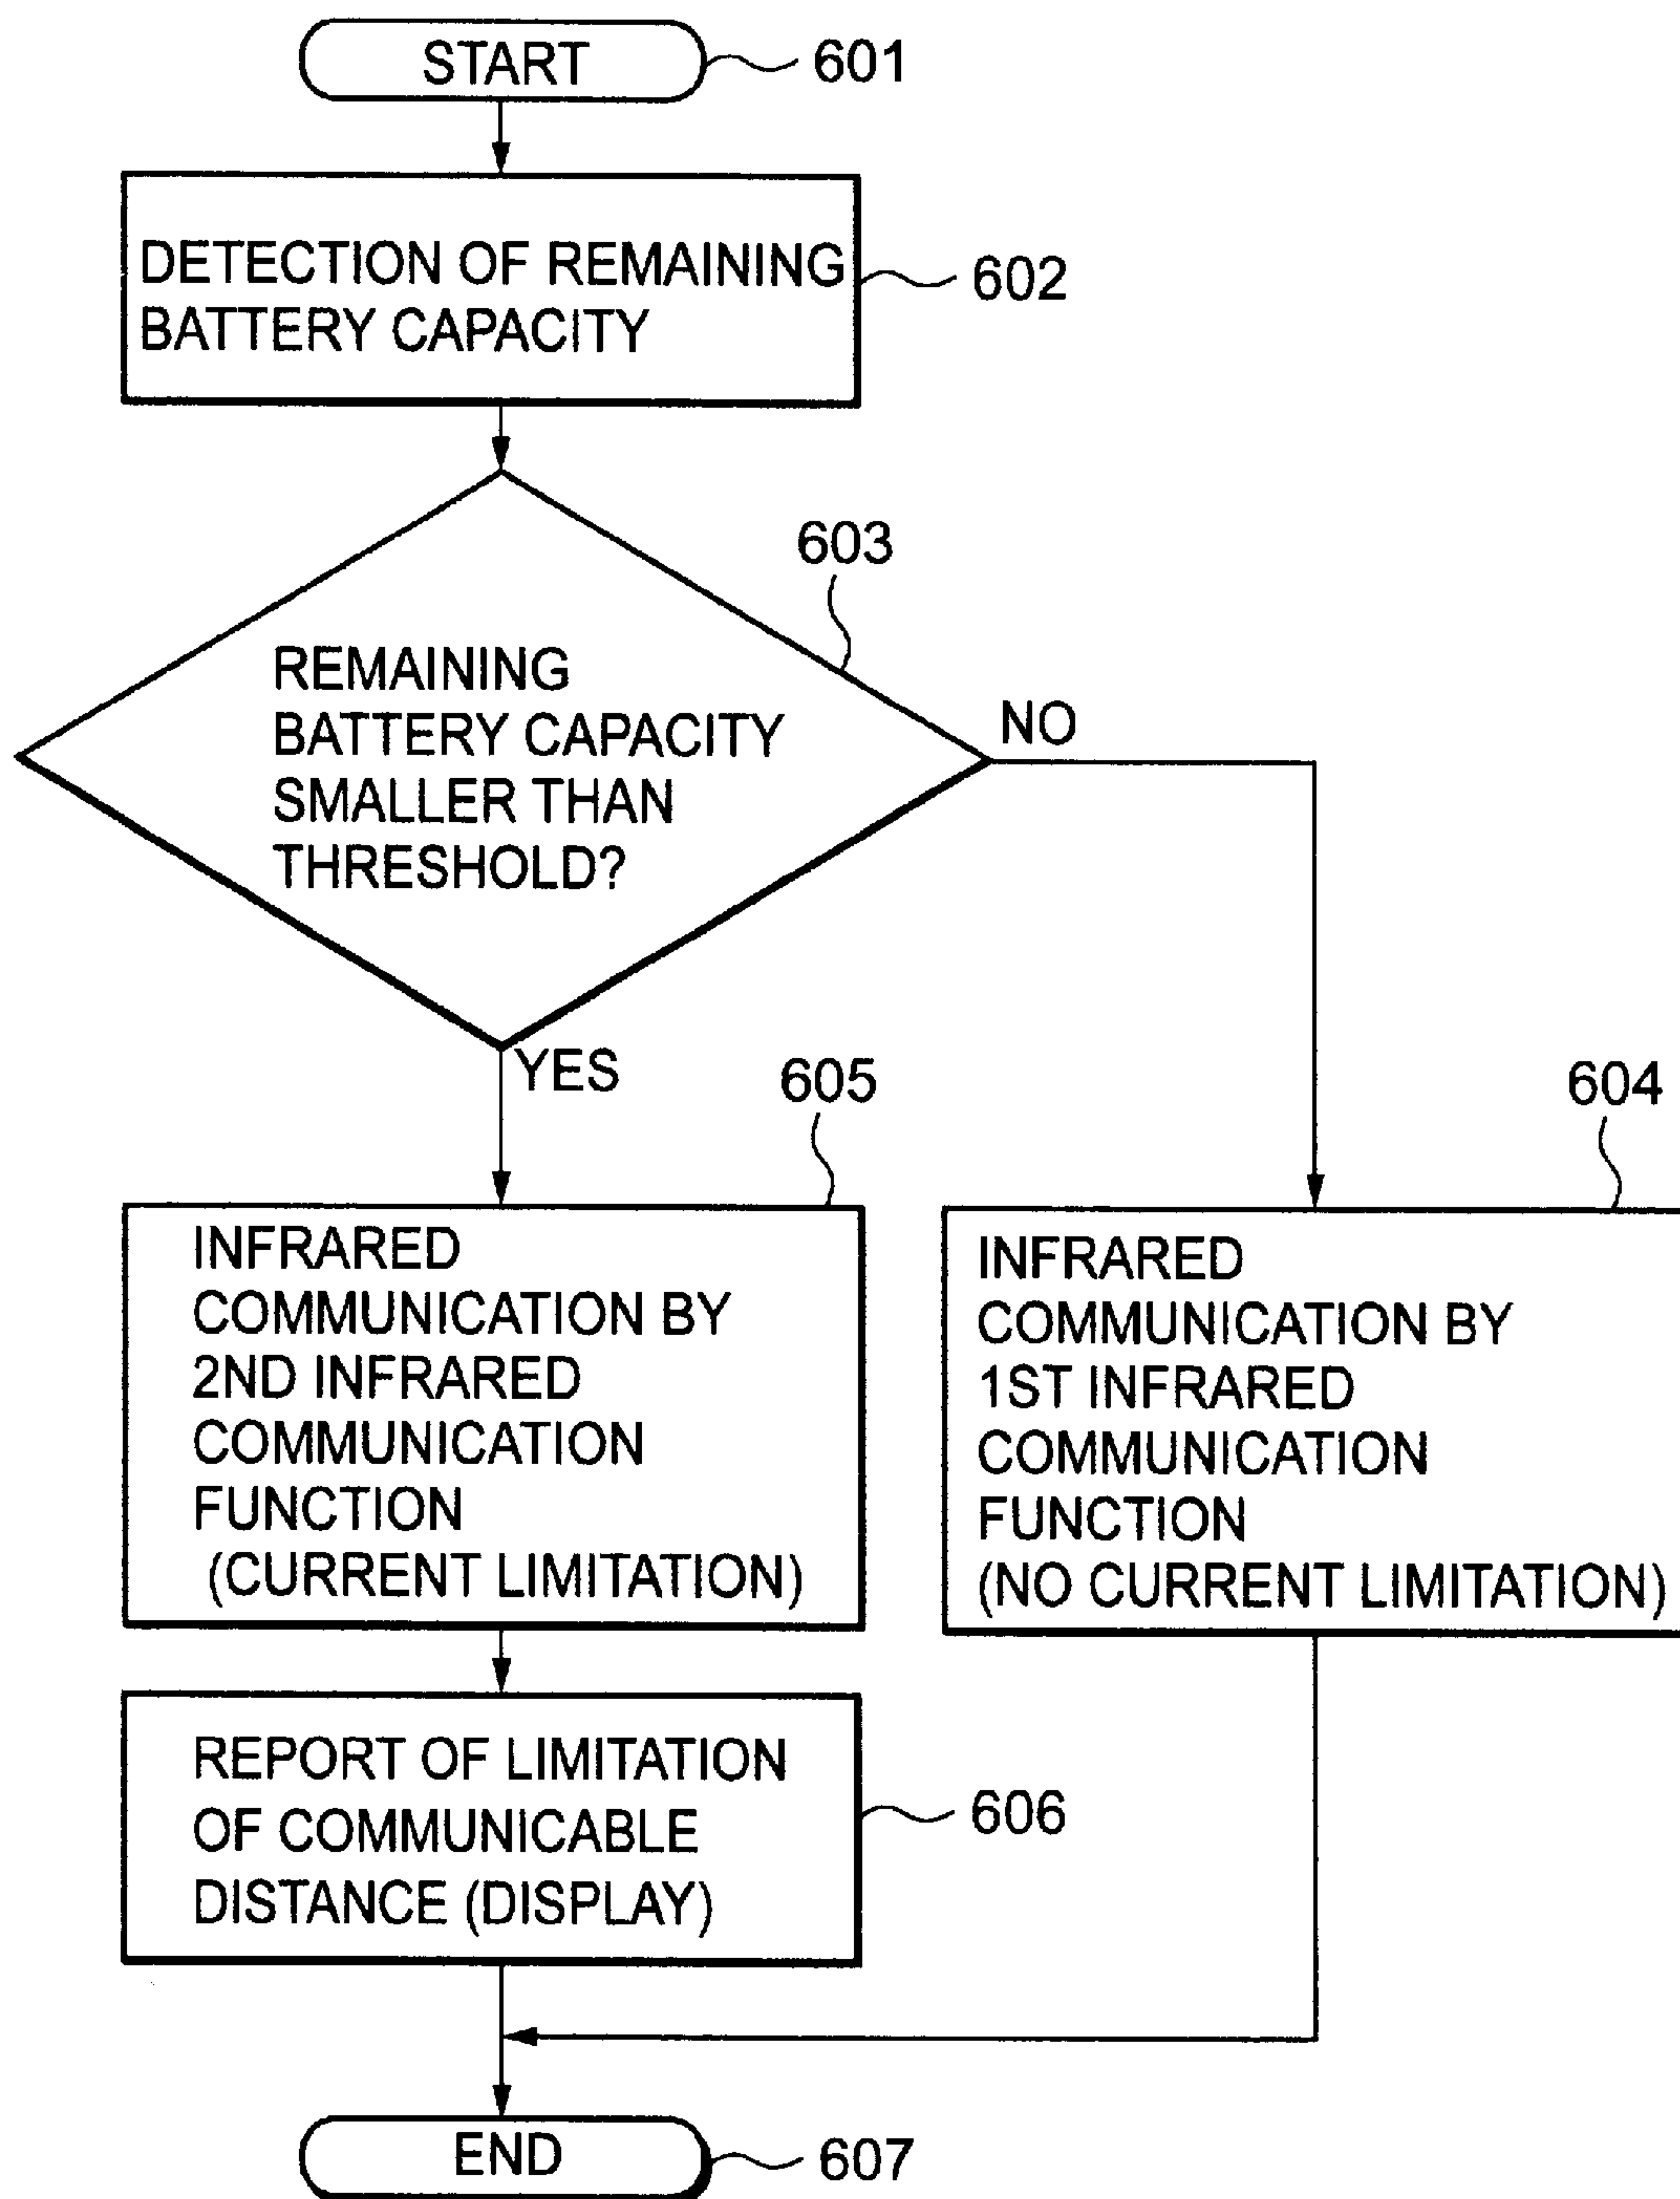 START
601
DETECTION OF REMAINING
BATTERY CAPACITY
602
603
REMAINING
BATTERY CAPACITY
SMALLER THAN
THRESHOLD?
NO
YES
605
604
INFRARED
COMMUNICATION BY
2ND INFRARED
COMMUNICATION
FUNCTION
(CURRENT LIMITATION)
INFRARED
COMMUNICATION BY
1ST INFRARED
COMMUNICATION
FUNCTION
(NO CURRENT LIMITATION)
REPORT OF LIMITATION
OF COMMUNICABLE
DISTANCE (DISPLAY)
606
END
607